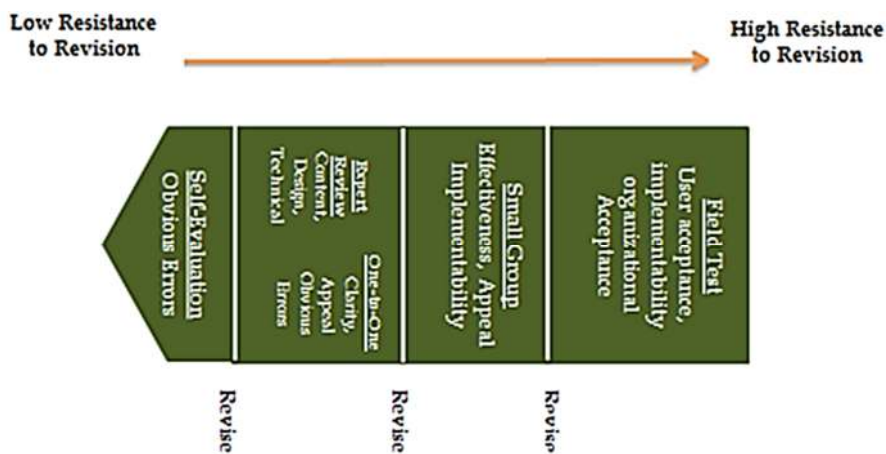 Low Resistance
to Revision
High Resistance
to Revision
Self-Evaluation
Obvious Errors
Expert
Review
Content,
Design,
Technical
One-to-One
Clarity,
Appeal
Obvious
Errors
Small Group
Effectiveness, Appeal
Implementability
Field Test
User acceptance,
implementability
organizational
Acceptance
Revise
Revise
Revise